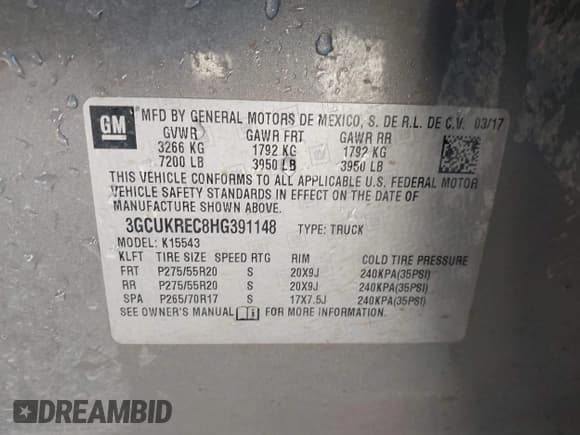 GM
MFD BY GENERAL MOTORS DE MEXICO, S. DE R.L. DE C.V. 03/17
GVWR GAWR FRT GAWR RR
3266 KG 1792 KG 1792 KG
7200 LB 3950 LB 3950 LB
THIS VEHICLE CONFORMS TO ALL APPLICABLE U.S. FEDERAL MOTOR
VEHICLE SAFETY STANDARDS IN EFFECT ON THE DATE OF
MANUFACTURE SHOWN ABOVE.
3GCUKREC8HG391148 TYPE: TRUCK
MODEL: K15543
KLFT TIRE SIZE SPEED RTG RIM COLD TIRE PRESSURE
FRT P275/55R20 S 20X9J 240KPA(35PSI)
RR P275/55R20 S 20X9J 240KPA(35PSI)
SPA P265/70R17 S 17X7.5J 240KPA(35PSI)
SEE OWNER'S MANUAL FOR MORE INFORMATION.
DREAMBID